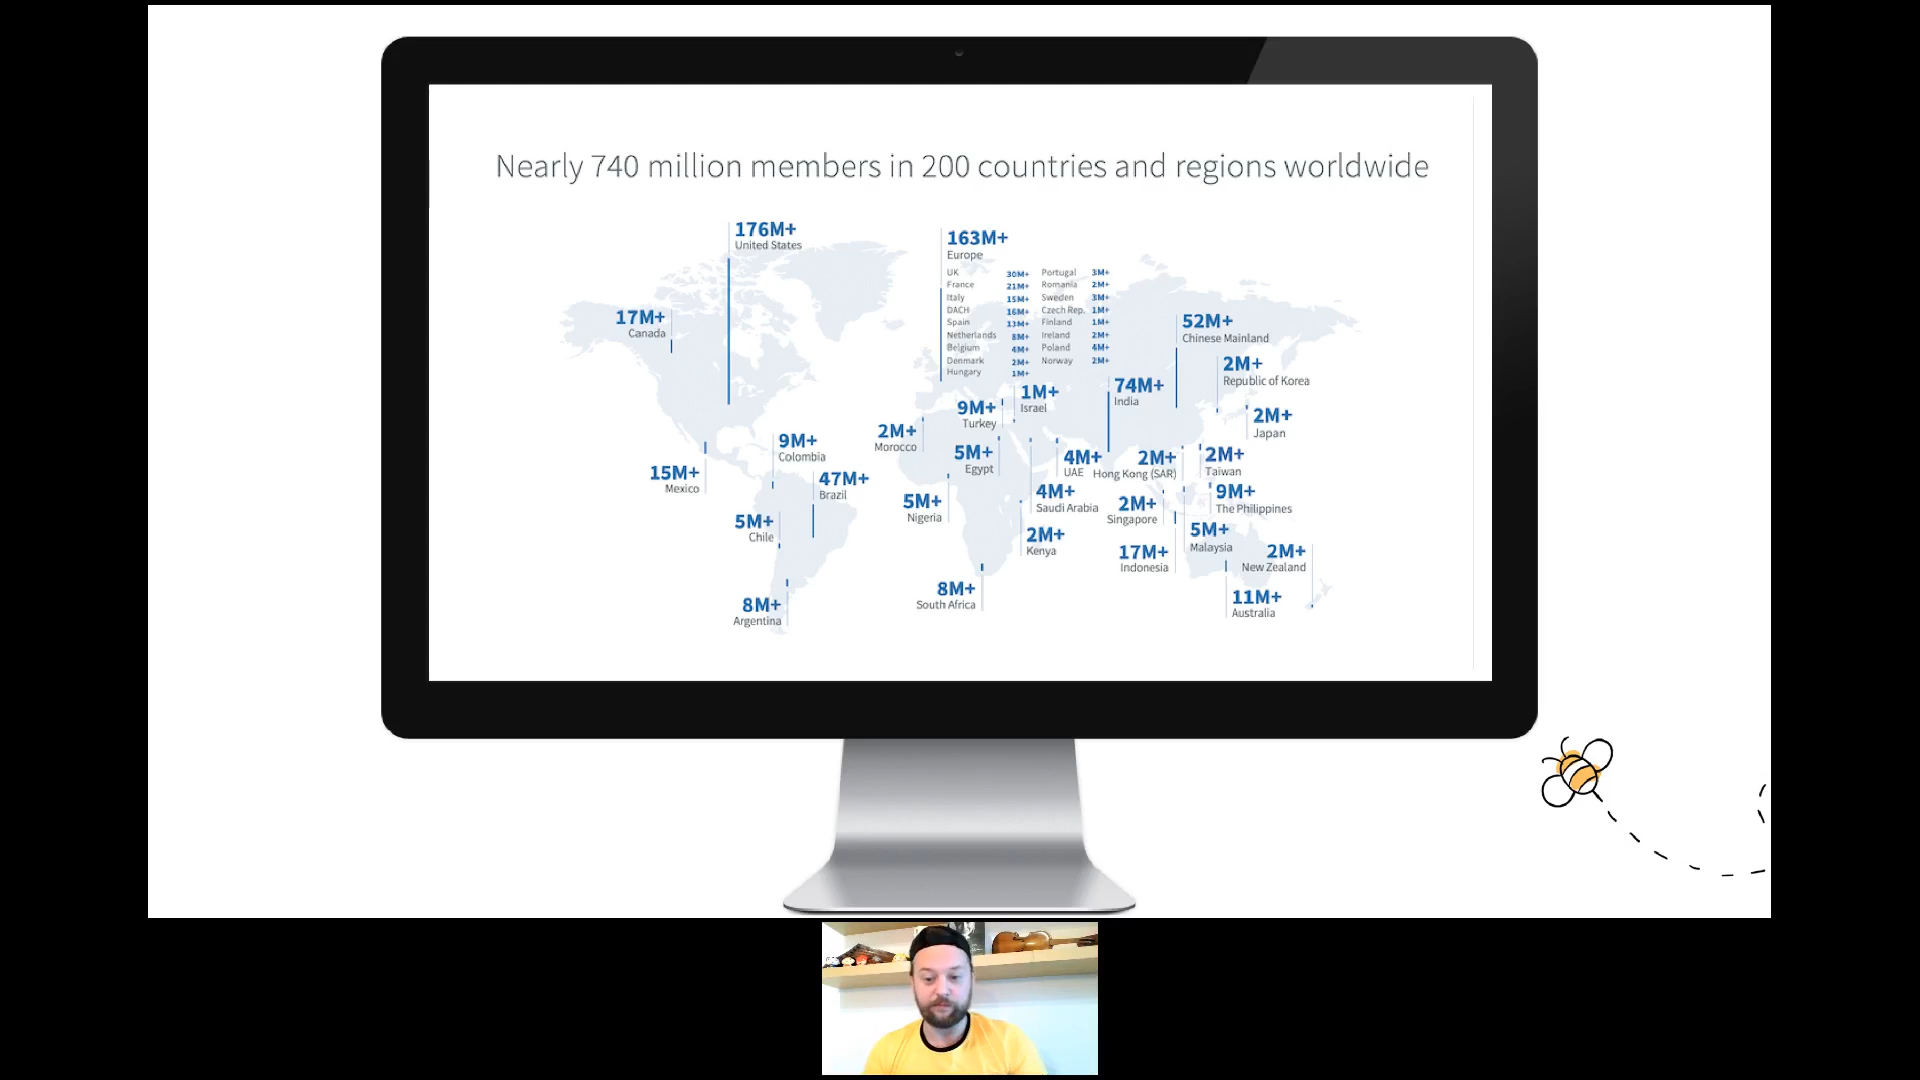 Nearly 740 million members in 200 countries and regions worldwide
176M+
United States
163M+
Europe
UK 30M+ Portugal 3M+
France 21M+ Romania 2M+
Italy 15M+ Sweden 3M+
DACH 16M+ Czech Rep. 1M+
Spain 13M+ Finland 1M+
Netherlands 8M+ Ireland 2M+
Belgium 4M+ Poland 4M+
Denmark 2M+ Norway 2M+
Hungary 1M+
17M+
Canada
52M+
Chinese Mainland
2M+
Republic of Korea
74M+
India
1M+
Israel
9M+
Turkey
2M+
Japan
2M+
Morocco
9M+
Colombia
5M+
Egypt
4M+
UAE
2M+
Hong Kong (SAR)
2M+
Taiwan
15M+
Mexico
47M+
Brazil
4M+
Saudi Arabia
9M+
The Philippines
5M+
Nigeria
2M+
Singapore
5M+
Chile
2M+
Kenya
5M+
Malaysia
17M+
Indonesia
2M+
New Zealand
8M+
South Africa
11M+
Australia
8M+
Argentina